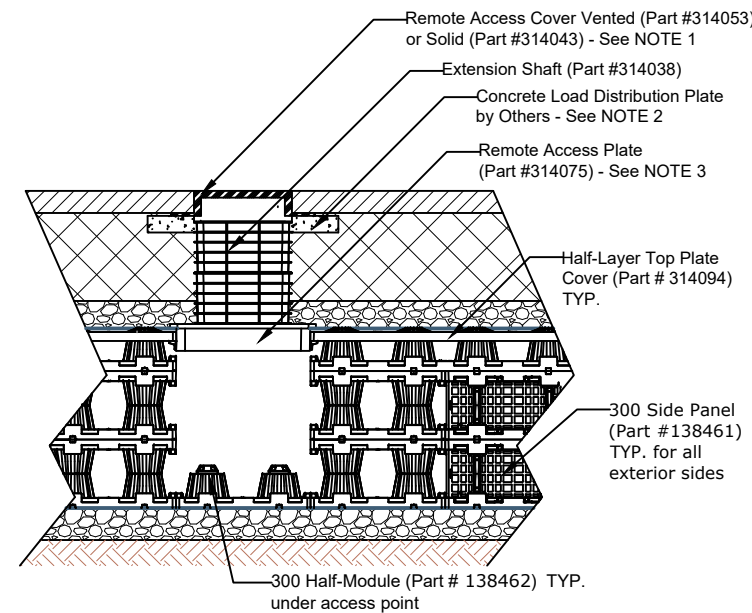 Remote Access Cover Vented (Part #314053)
or Solid (Part #314043) - See NOTE 1
Extension Shaft (Part #314038)
Concrete Load Distribution Plate
by Others - See NOTE 2
Remote Access Plate
(Part #314075) - See NOTE 3
Half-Layer Top Plate
Cover (Part # 314094)
TYP.
300 Side Panel
(Part #138461)
TYP. for all
exterior sides
300 Half-Module (Part # 138462) TYP.
under access point